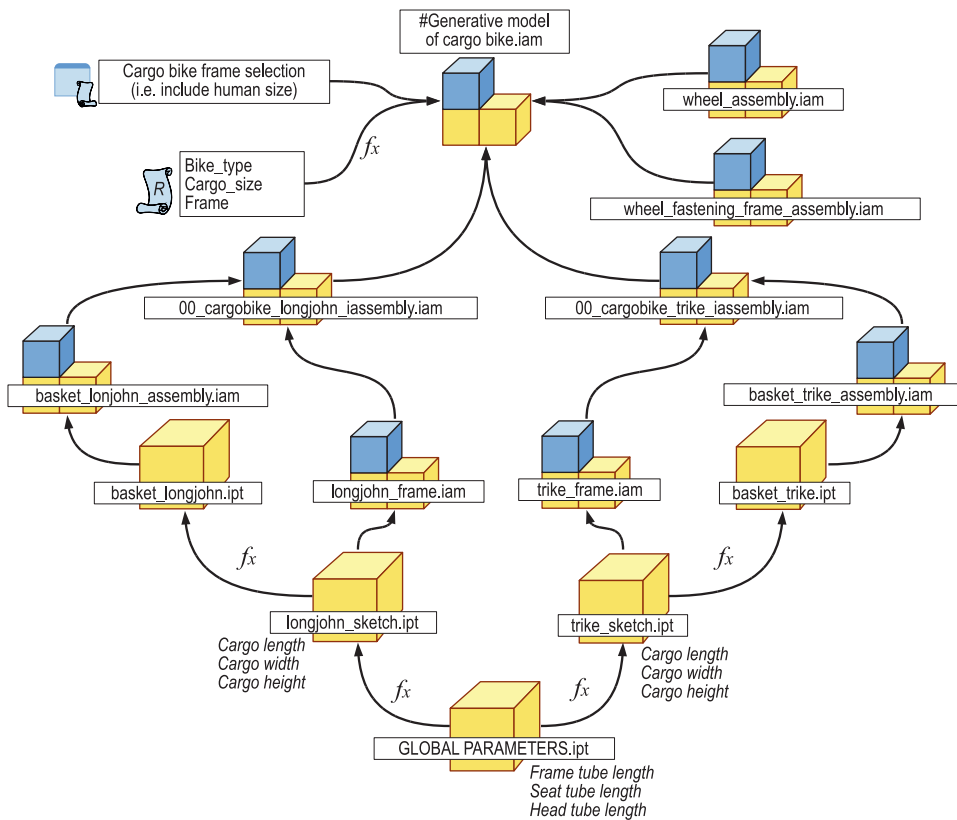 #Generative model
of cargo bike.iam
Cargo bike frame selection
(i.e. include human size)
wheel_assembly.iam
fx
R
Bike_type
Cargo_size
Frame
wheel_fastening_frame_assembly.iam
00_cargobike_longjohn_iassembly.iam
00_cargobike_trike_iassembly.iam
basket_lonjohn_assembly.iam
basket_trike_assembly.iam
basket_longjohn.ipt
longjohn_frame.iam
trike_frame.iam
basket_trike.ipt
fx
fx
longjohn_sketch.ipt
trike_sketch.ipt
Cargo length
Cargo width
Cargo height
Cargo length
Cargo width
Cargo height
fx
fx
GLOBAL PARAMETERS.ipt
Frame tube length
Seat tube length
Head tube length